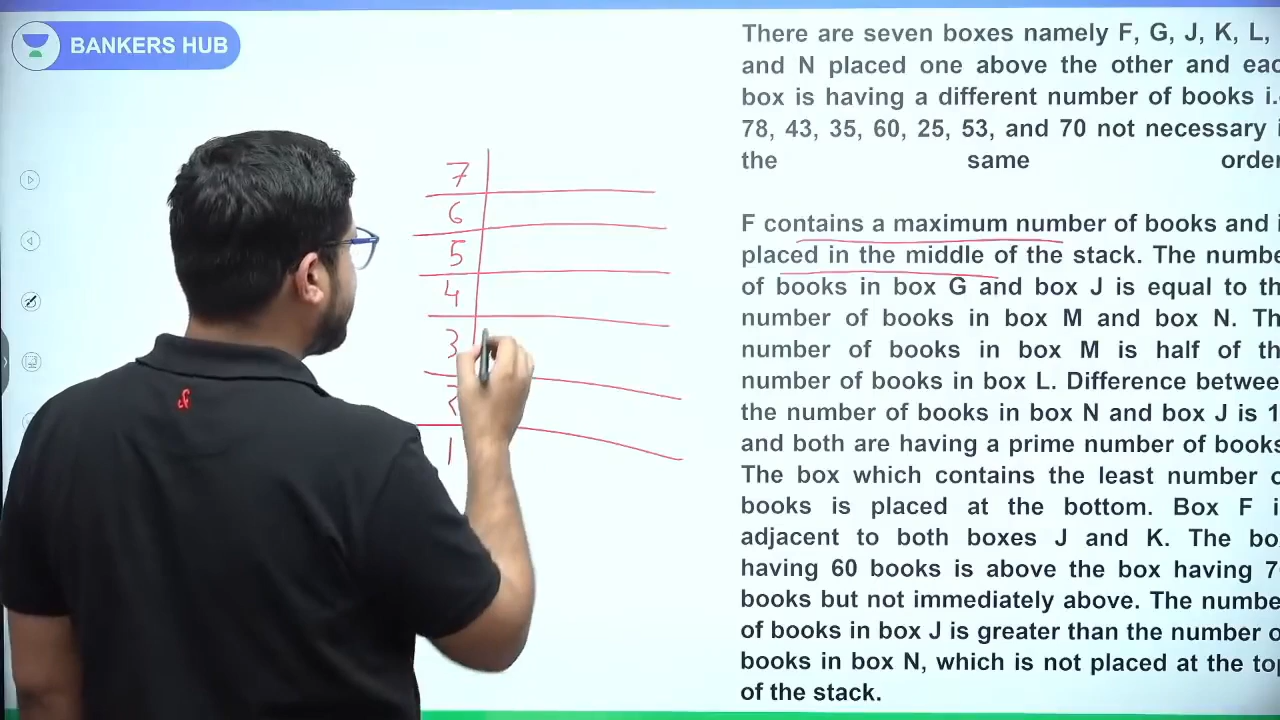 BANKERS HUB
There are seven boxes namely F, G, J, K, L,
and N placed one above the other and eac
box is having a different number of books i.
78, 43, 35, 60, 25, 53, and 70 not necessary i
the same order
F contains a maximum number of books and i
placed in the middle of the stack. The numbe
of books in box G and box J is equal to th
number of books in box M and box N. Th
number of books in box M is half of th
number of books in box L. Difference betwee
the number of books in box N and box J is 1
and both are having a prime number of books
The box which contains the least number o
books is placed at the bottom. Box F i
adjacent to both boxes J and K. The bo
having 60 books is above the box having 7
books but not immediately above. The numbe
of books in box J is greater than the number o
books in box N, which is not placed at the top
of the stack.
7
6
5
4
3
2
1